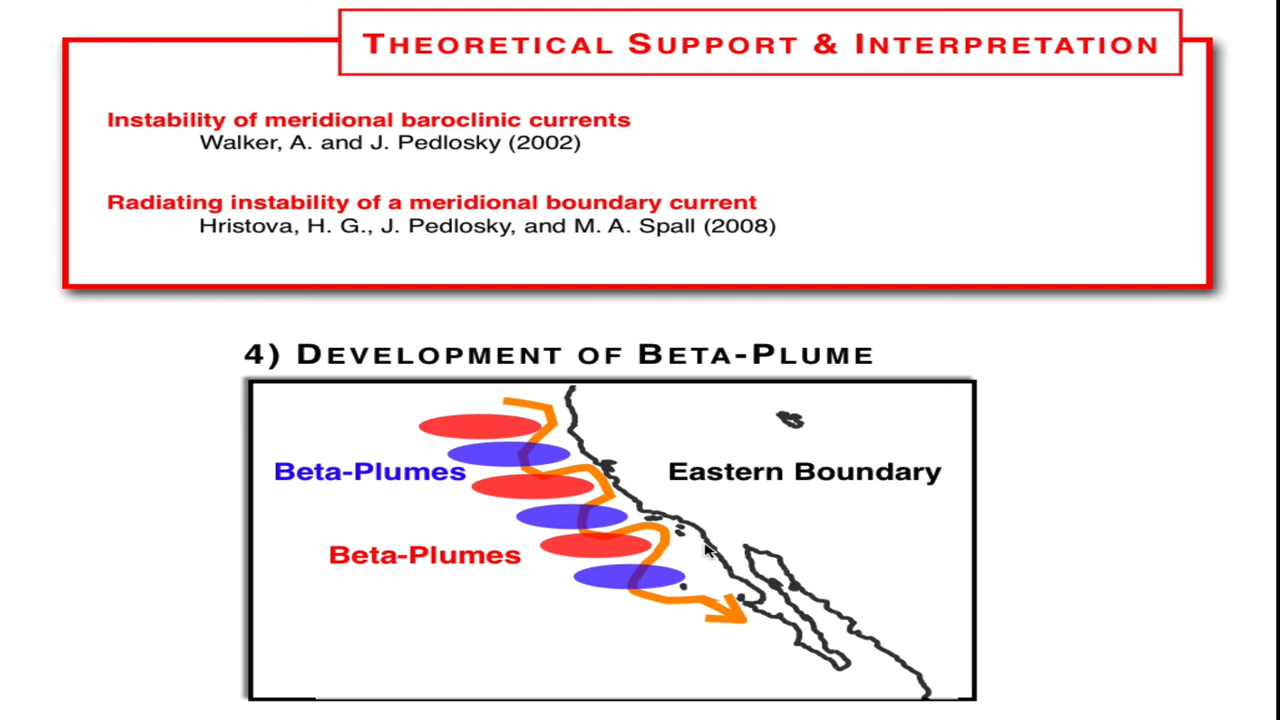 THEORETICAL SUPPORT & INTERPRETATION
Instability of meridional baroclinic currents
Walker, A. and J. Pedlosky (2002)
Radiating instability of a meridional boundary current
Hristova, H. G., J. Pedlosky, and M. A. Spall (2008)
4) DEVELOPMENT OF BETA-PLUME
Beta-Plumes
Eastern Boundary
Beta-Plumes